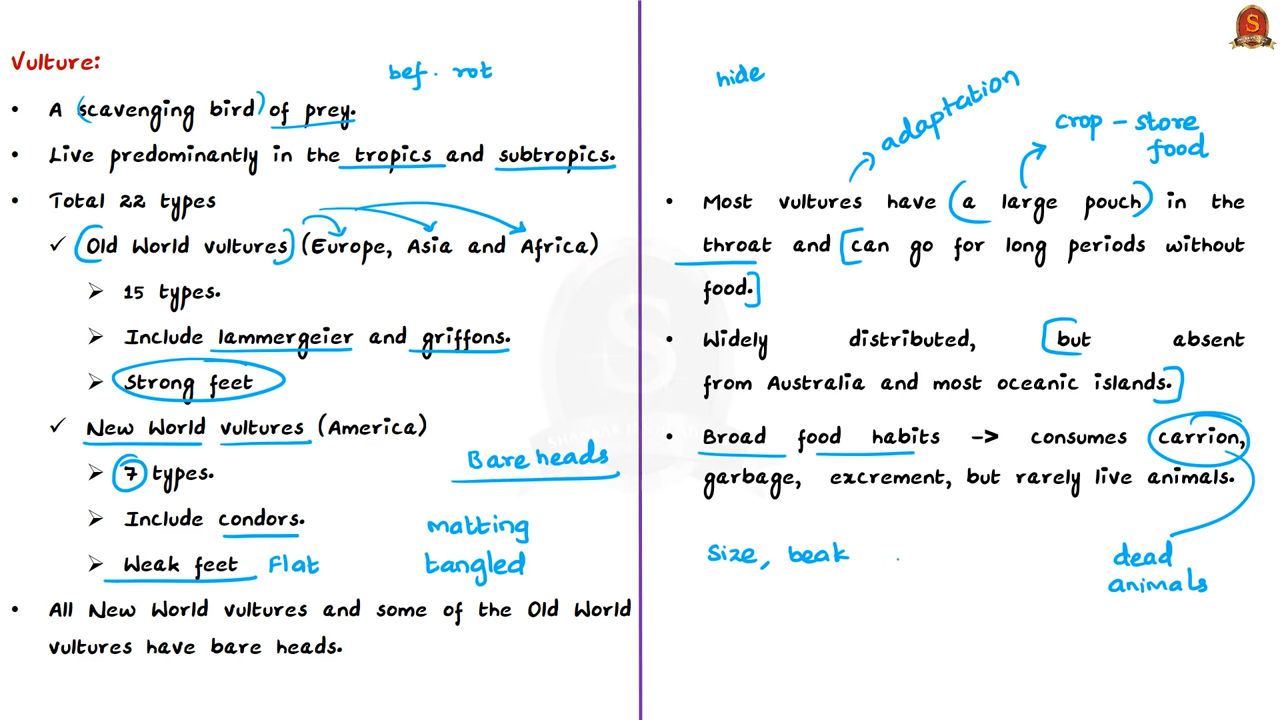 Vulture:
bef. rot
• A (scavenging bird) of prey.
• Live predominantly in the tropics and subtropics.
• Total 22 types
✓ [Old World vultures] (Europe, Asia and Africa)
➢ 15 types.
➢ Include lammergeier and griffons.
➢ Strong feet
✓ New World vultures (America)
➢ 7 types.
Bare heads
➢ Include condors.
matting
➢ Weak feet Flat
tangled
• All New World vultures and some of the Old World
vultures have bare heads.
S
hide
adaptation
crop - store
food
• Most vultures have (a large pouch) in the
throat and [can go for long periods without
food.]
• Widely distributed, [but absent
from Australia and most oceanic islands.]
• Broad food habits -> consumes carrion,
garbage, excrement, but rarely live animals.
size, beak
dead
animals
S